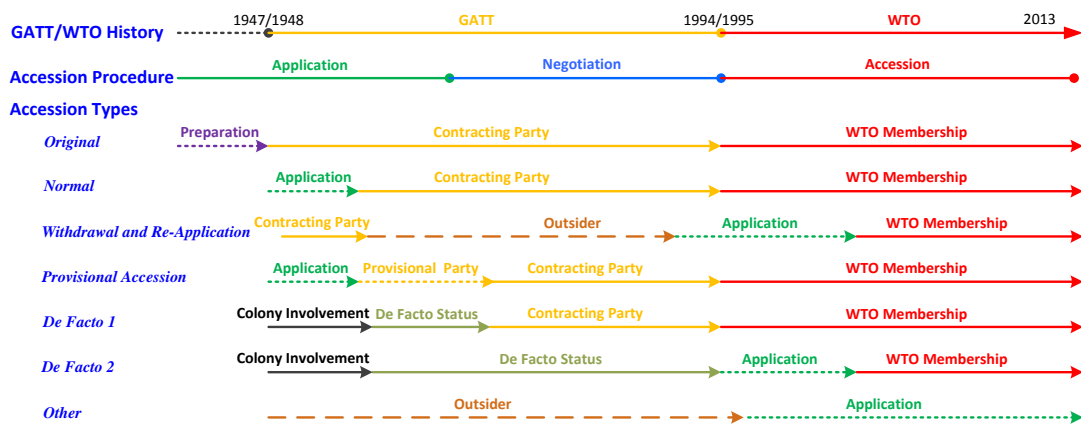 1947/1948 GATT 1994/1995 WTO 2013
GATT/WTO History
Application Negotiation Accession
Accession Procedure
Accession Types
Preparation Contracting Party WTO Membership
Original
Application Contracting Party WTO Membership
Normal
Contracting Party Outsider Application WTO Membership
Withdrawal and Re-Application
Application Provisional Party Contracting Party WTO Membership
Provisional Accession
Colony Involvement De Facto Status Contracting Party WTO Membership
De Facto 1
Colony Involvement De Facto Status Application WTO Membership
De Facto 2
Outsider Application
Other